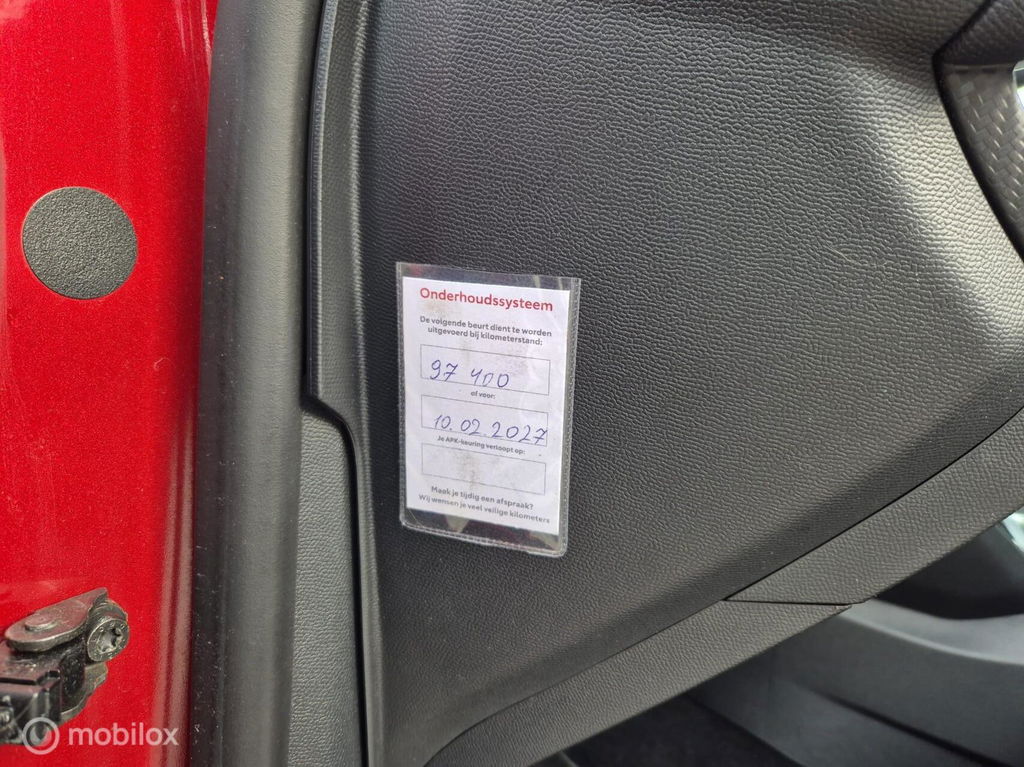 Onderhoudssysteem
De volgende beurt dient te worden
uitgevoerd bij kilometerstand:
97 400
of voor:
10.02.2027
Je APK-keuring verloopt op:
Maak je tijdig een afspraak?
Wij wensen je veel veilige kilometers
mobilox